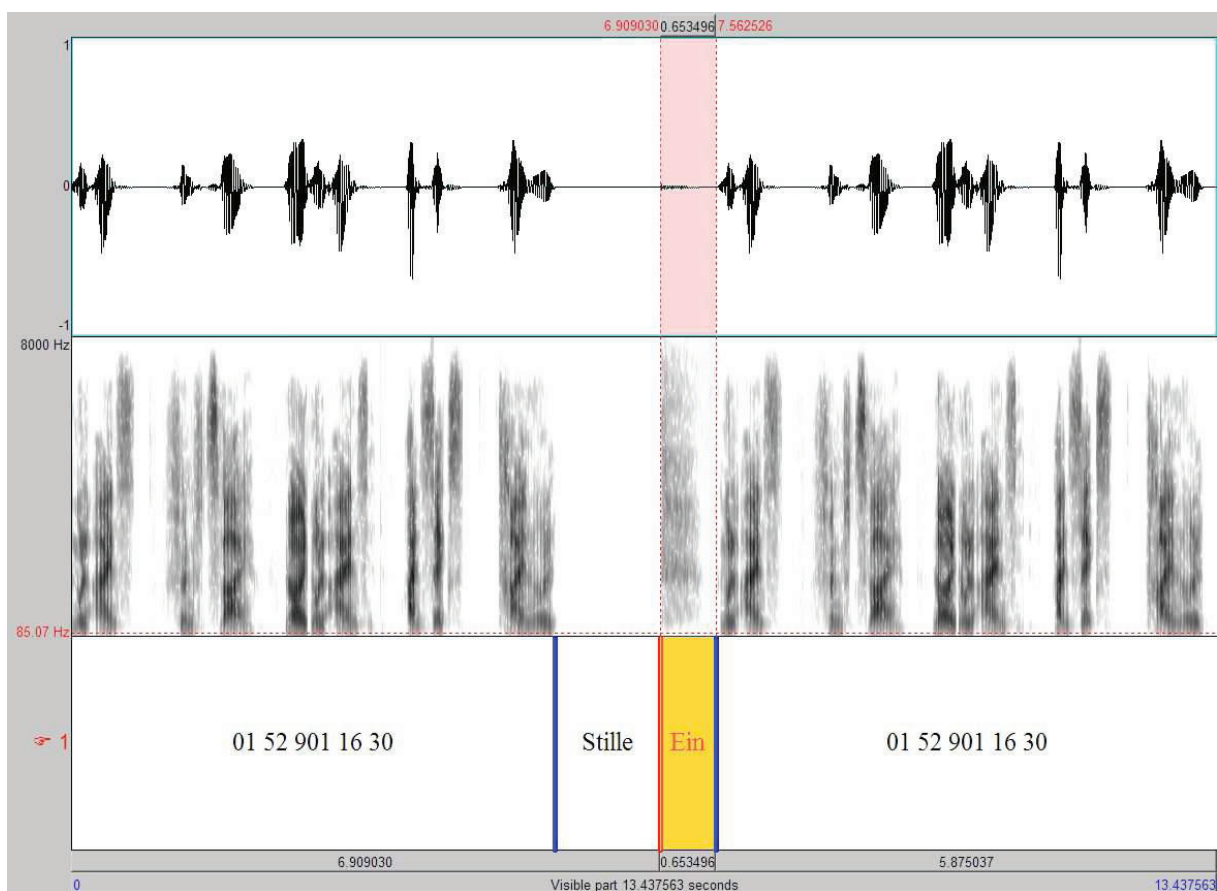 6.909030 0.653496 7.562526
1
0
-1
8000 Hz
85.07 Hz
☞ 1
01 52 901 16 30 Stille Ein 01 52 901 16 30
6.909030 0.653496 5.875037
0 Visible part 13.437563 seconds 13.437563